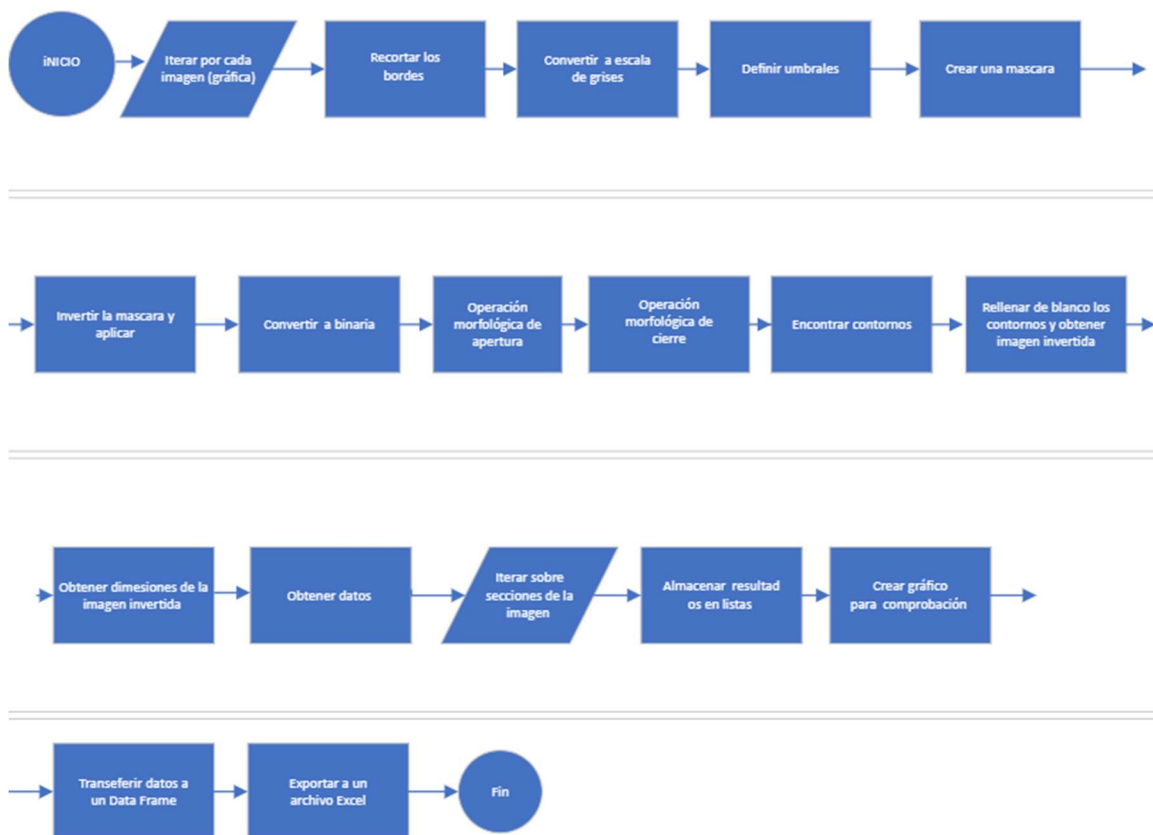 iNICIO
Iterar por cada
imagen (gráfica)
Recortar los
bordes
Convertir a escala
de grises
Definir umbrales
Crear una mascara
Invertir la mascara y
aplicar
Convertir a binaria
Operación
morfológica de
apertura
Operación
morfológica de
cierre
Encontrar contornos
Rellenar de blanco los
contornos y obtener
imagen invertida
Obtener dimesiones de la
imagen invertida
Obtener datos
Iterar sobre
secciones de la
imagen
Almacenar resultad
os en listas
Crear gráfico
para comprobación
Transeferir datos a
un Data Frame
Exportar a un
archivo Excel
Fin